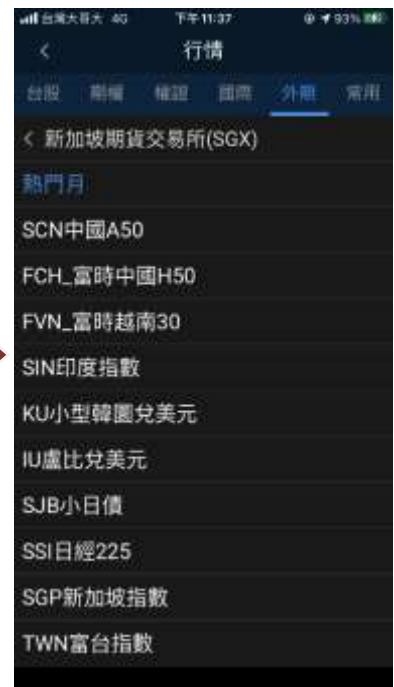 台灣大哥大 4G 下午11:37 93%
行情
台股 期權 權證 國際 外期 常用
新加坡期貨交易所(SGX)
熱門月
SCN中國A50
FCH_富時中國H50
FVN_富時越南30
SIN印度指數
KU小型韓圜兌美元
IU盧比兌美元
SJB小日債
SSI日經225
SGP新加坡指數
TWN富台指數